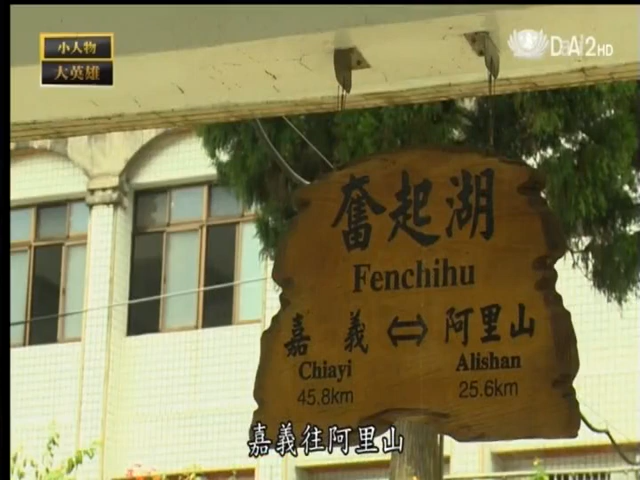 小人物
大英雄
DA2HD
奮起湖
Fenchihu
嘉義 ⇔ 阿里山
Chiayi Alishan
45.8km 25.6km
嘉義往阿里山